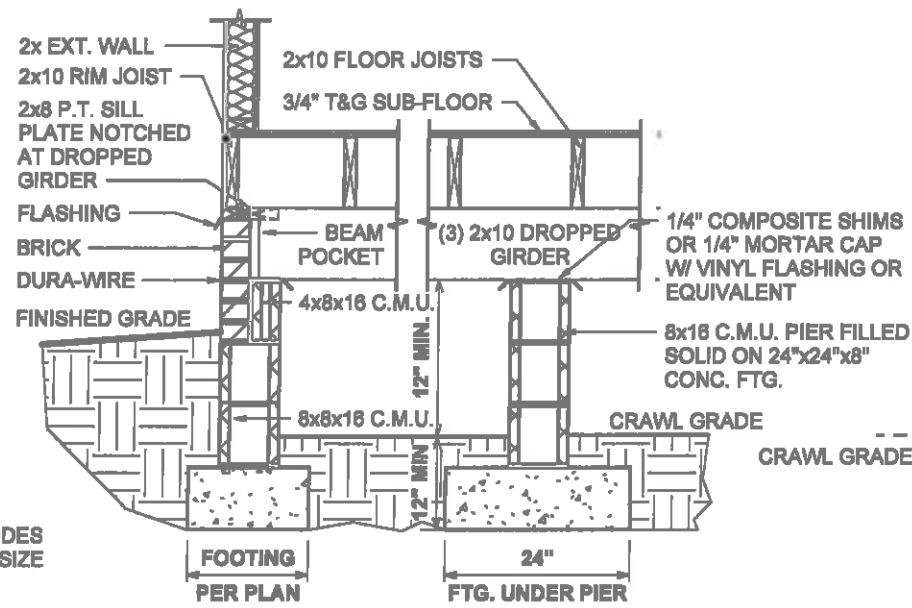 2x EXT. WALL
2x10 RIM JOIST
2x8 P.T. SILL
PLATE NOTCHED
AT DROPPED
GIRDER
FLASHING
BRICK
DURA-WIRE
FINISHED GRADE
2x10 FLOOR JOISTS
3/4" T&G SUB-FLOOR
BEAM
POCKET
(3) 2x10 DROPPED
GIRDER
1/4" COMPOSITE SHIMS
OR 1/4" MORTAR CAP
W/ VINYL FLASHING OR
EQUIVALENT
4x8x16 C.M.U.
12" MIN.
8x16 C.M.U. PIER FILLED
SOLID ON 24"x24"x8"
CONC. FTG.
8x8x16 C.M.U.
CRAWL GRADE
CRAWL GRADE
12" MIN
DES
SIZE
FOOTING
PER PLAN
24"
FTG. UNDER PIER